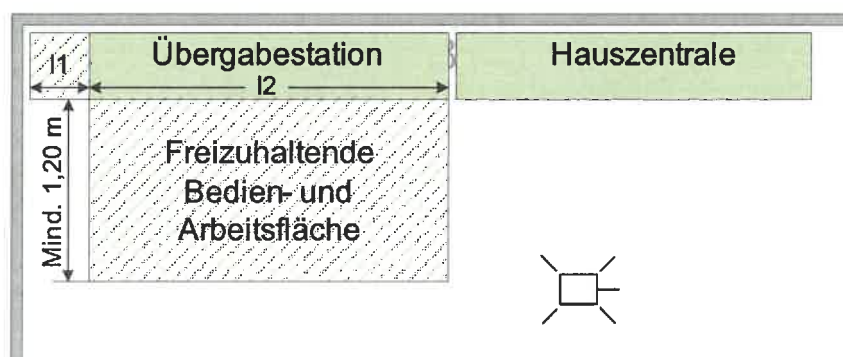 l1
Übergabestation
Hauszentrale
l2
Mind. 1,20 m
Freizuhaltende
Bedien- und
Arbeitsfläche